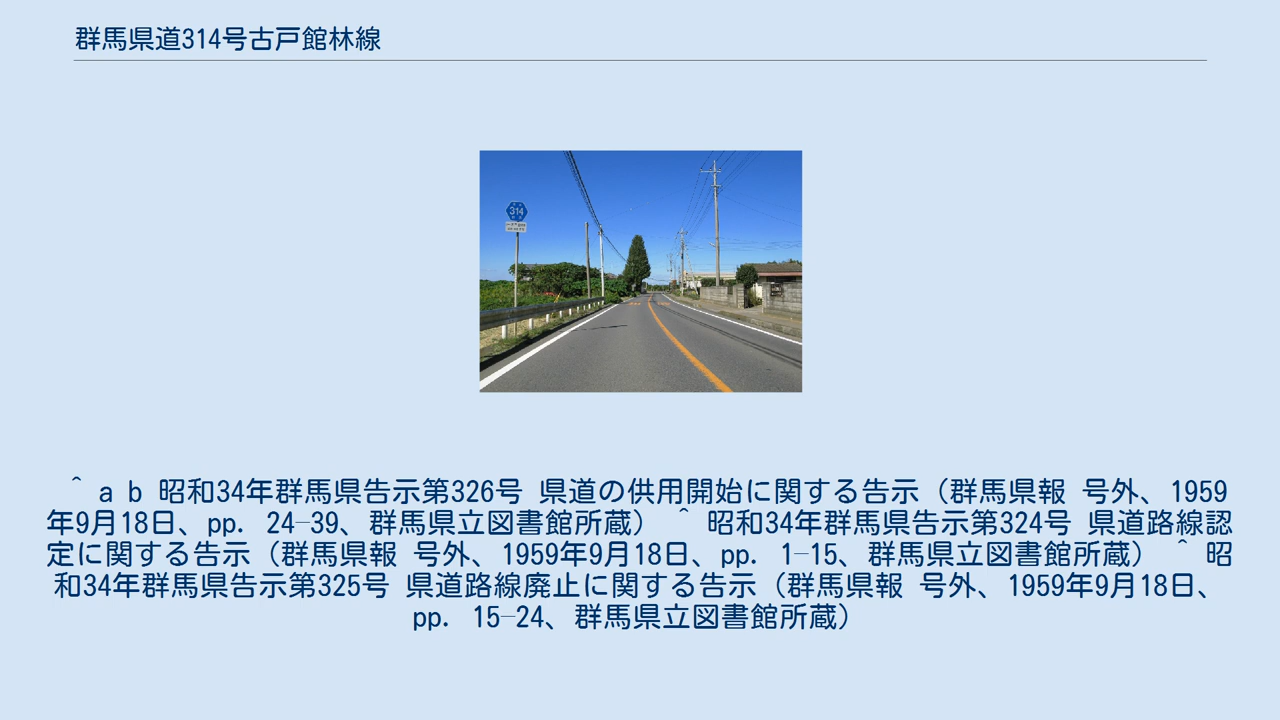 群馬県道314号古戸館林線
314
^ a b 昭和34年群馬県告示第326号 県道の供用開始に関する告示（群馬県報 号外、1959
年9月18日、pp. 24–39、群馬県立図書館所蔵） ^ 昭和34年群馬県告示第324号 県道路線認
定に関する告示（群馬県報 号外、1959年9月18日、pp. 1–15、群馬県立図書館所蔵） ^ 昭
和34年群馬県告示第325号 県道路線廃止に関する告示（群馬県報 号外、1959年9月18日、
pp. 15–24、群馬県立図書館所蔵）